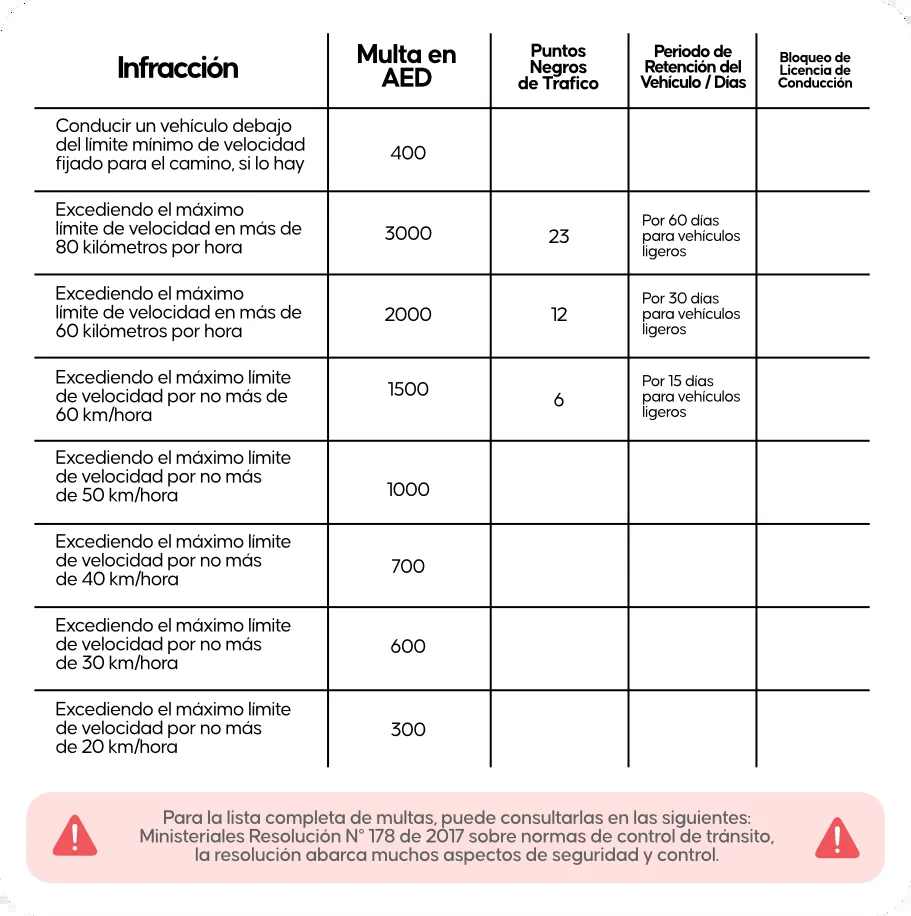 Infracción
Multa en
AED
Puntos
Negros
de Trafico
Periodo de
Retención del
Vehículo / Días
Bloqueo de
Licencia de
Conducción
Conducir un vehículo debajo
del límite mínimo de velocidad
fijado para el camino, si lo hay
400
Excediendo el máximo
límite de velocidad en más de
80 kilómetros por hora
3000
23
Por 60 días
para vehículos
ligeros
Excediendo el máximo
límite de velocidad en más de
60 kilómetros por hora
2000
12
Por 30 días
para vehículos
ligeros
Excediendo el máximo límite
de velocidad por no más de
60 km/hora
1500
6
Por 15 días
para vehículos
ligeros
Excediendo el máximo límite
de velocidad por no más
de 50 km/hora
1000
Excediendo el máximo límite
de velocidad por no más
de 40 km/hora
700
Excediendo el máximo límite
de velocidad por no más
de 30 km/hora
600
Excediendo el máximo límite
de velocidad por no más
de 20 km/hora
300
Para la lista completa de multas, puede consultarlas en las siguientes:
Ministeriales Resolución N° 178 de 2017 sobre normas de control de tránsito,
la resolución abarca muchos aspectos de seguridad y control.